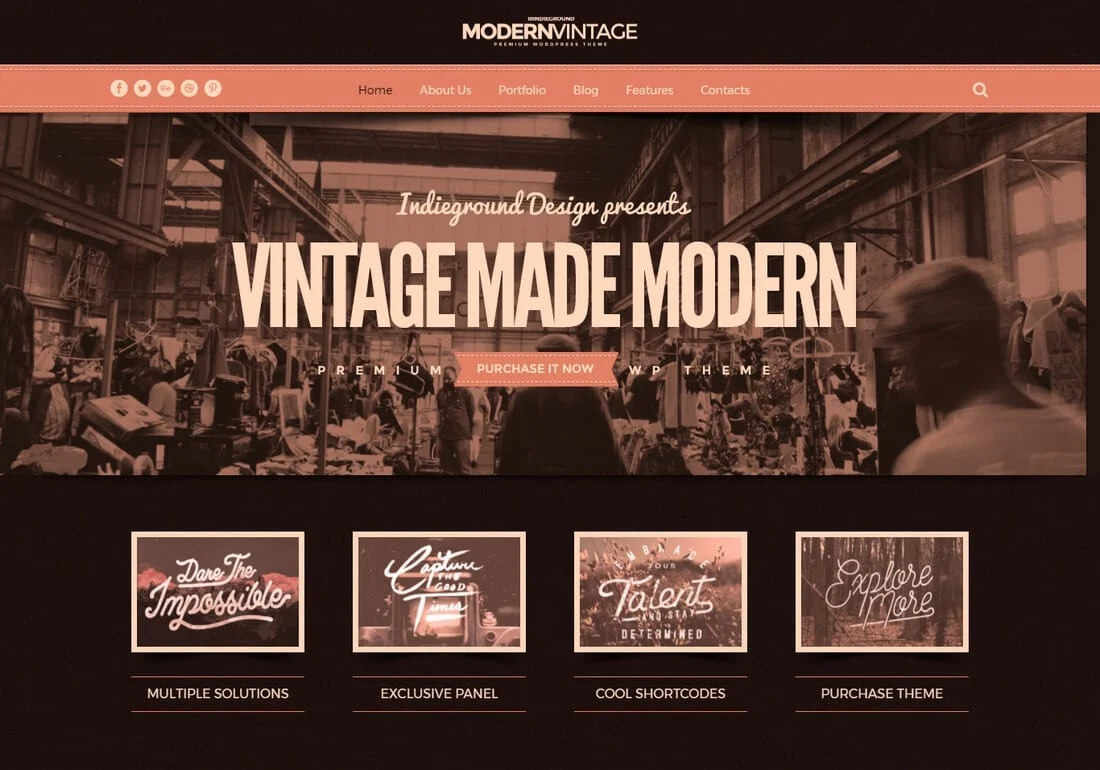 INDIEGROUND
MODERNVINTAGE
PREMIUM WORDPRESS THEME
Home About Us Portfolio Blog Features Contacts
Indieground Design presents
VINTAGE MADE MODERN
PREMIUM PURCHASE IT NOW WP THEME
Dare The
Impossible
Capture
THE
GOOD
Times
EMBRACE
YOUR
Talent
AND STAY
DETERMINED
Explore
More
MULTIPLE SOLUTIONS
EXCLUSIVE PANEL
COOL SHORTCODES
PURCHASE THEME